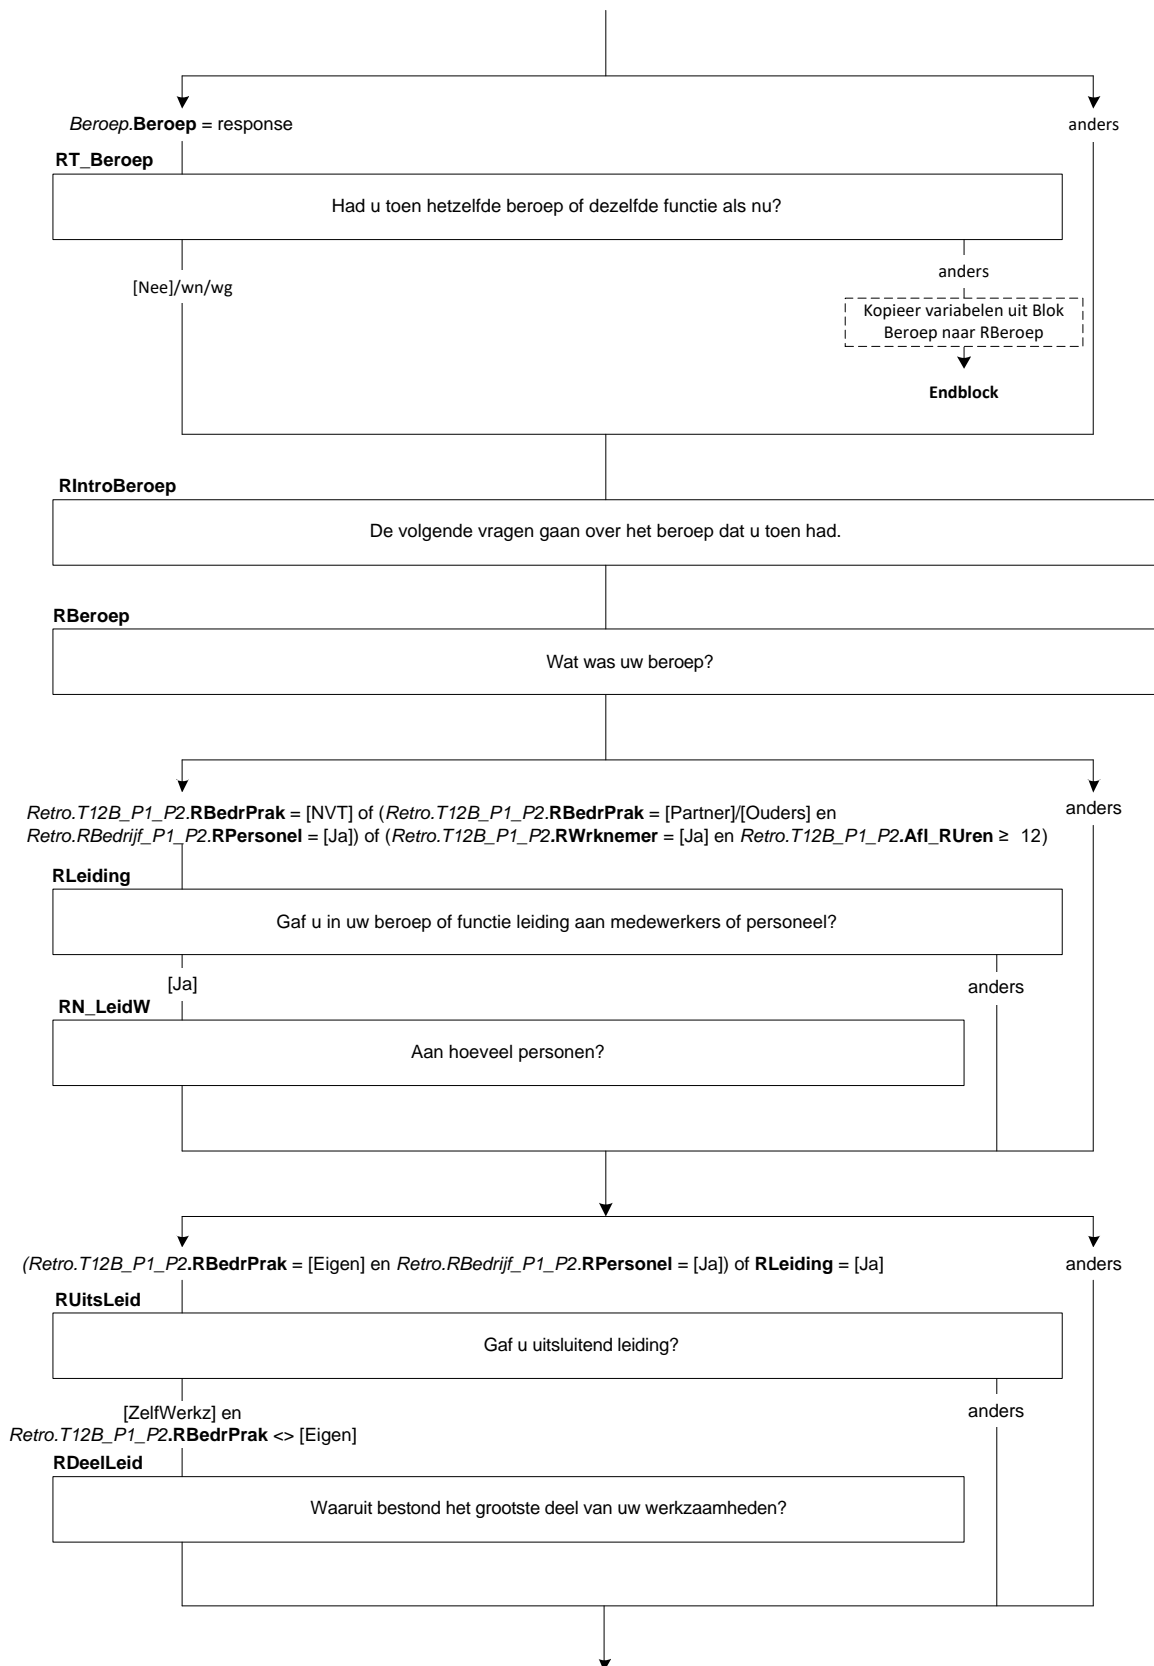 Beroep.Beroep = response
anders
RT_Beroep
Had u toen hetzelfde beroep of dezelfde functie als nu?
[Nee]/wn/wg
anders
Kopieer variabelen uit Blok
Beroep naar RBeroep
Endblock
RIntroBeroep
De volgende vragen gaan over het beroep dat u toen had.
RBeroep
Wat was uw beroep?
Retro.T12B_P1_P2.RBedrPrak = [NVT] of (Retro.T12B_P1_P2.RBedrPrak = [Partner]/[Ouders] en
anders
Retro.RBedrijf_P1_P2.RPersonel = [Ja]) of (Retro.T12B_P1_P2.RWrknemer = [Ja] en Retro.T12B_P1_P2.Afl_RUren ≥ 12)
RLeiding
Gaf u in uw beroep of functie leiding aan medewerkers of personeel?
[Ja]
anders
RN_LeidW
Aan hoeveel personen?
(Retro.T12B_P1_P2.RBedrPrak = [Eigen] en Retro.RBedrijf_P1_P2.RPersonel = [Ja]) of RLeiding = [Ja]
anders
RUitsLeid
Gaf u uitsluitend leiding?
[ZelfWerkz] en
anders
Retro.T12B_P1_P2.RBedrPrak <> [Eigen]
RDeelLeid
Waaruit bestond het grootste deel van uw werkzaamheden?